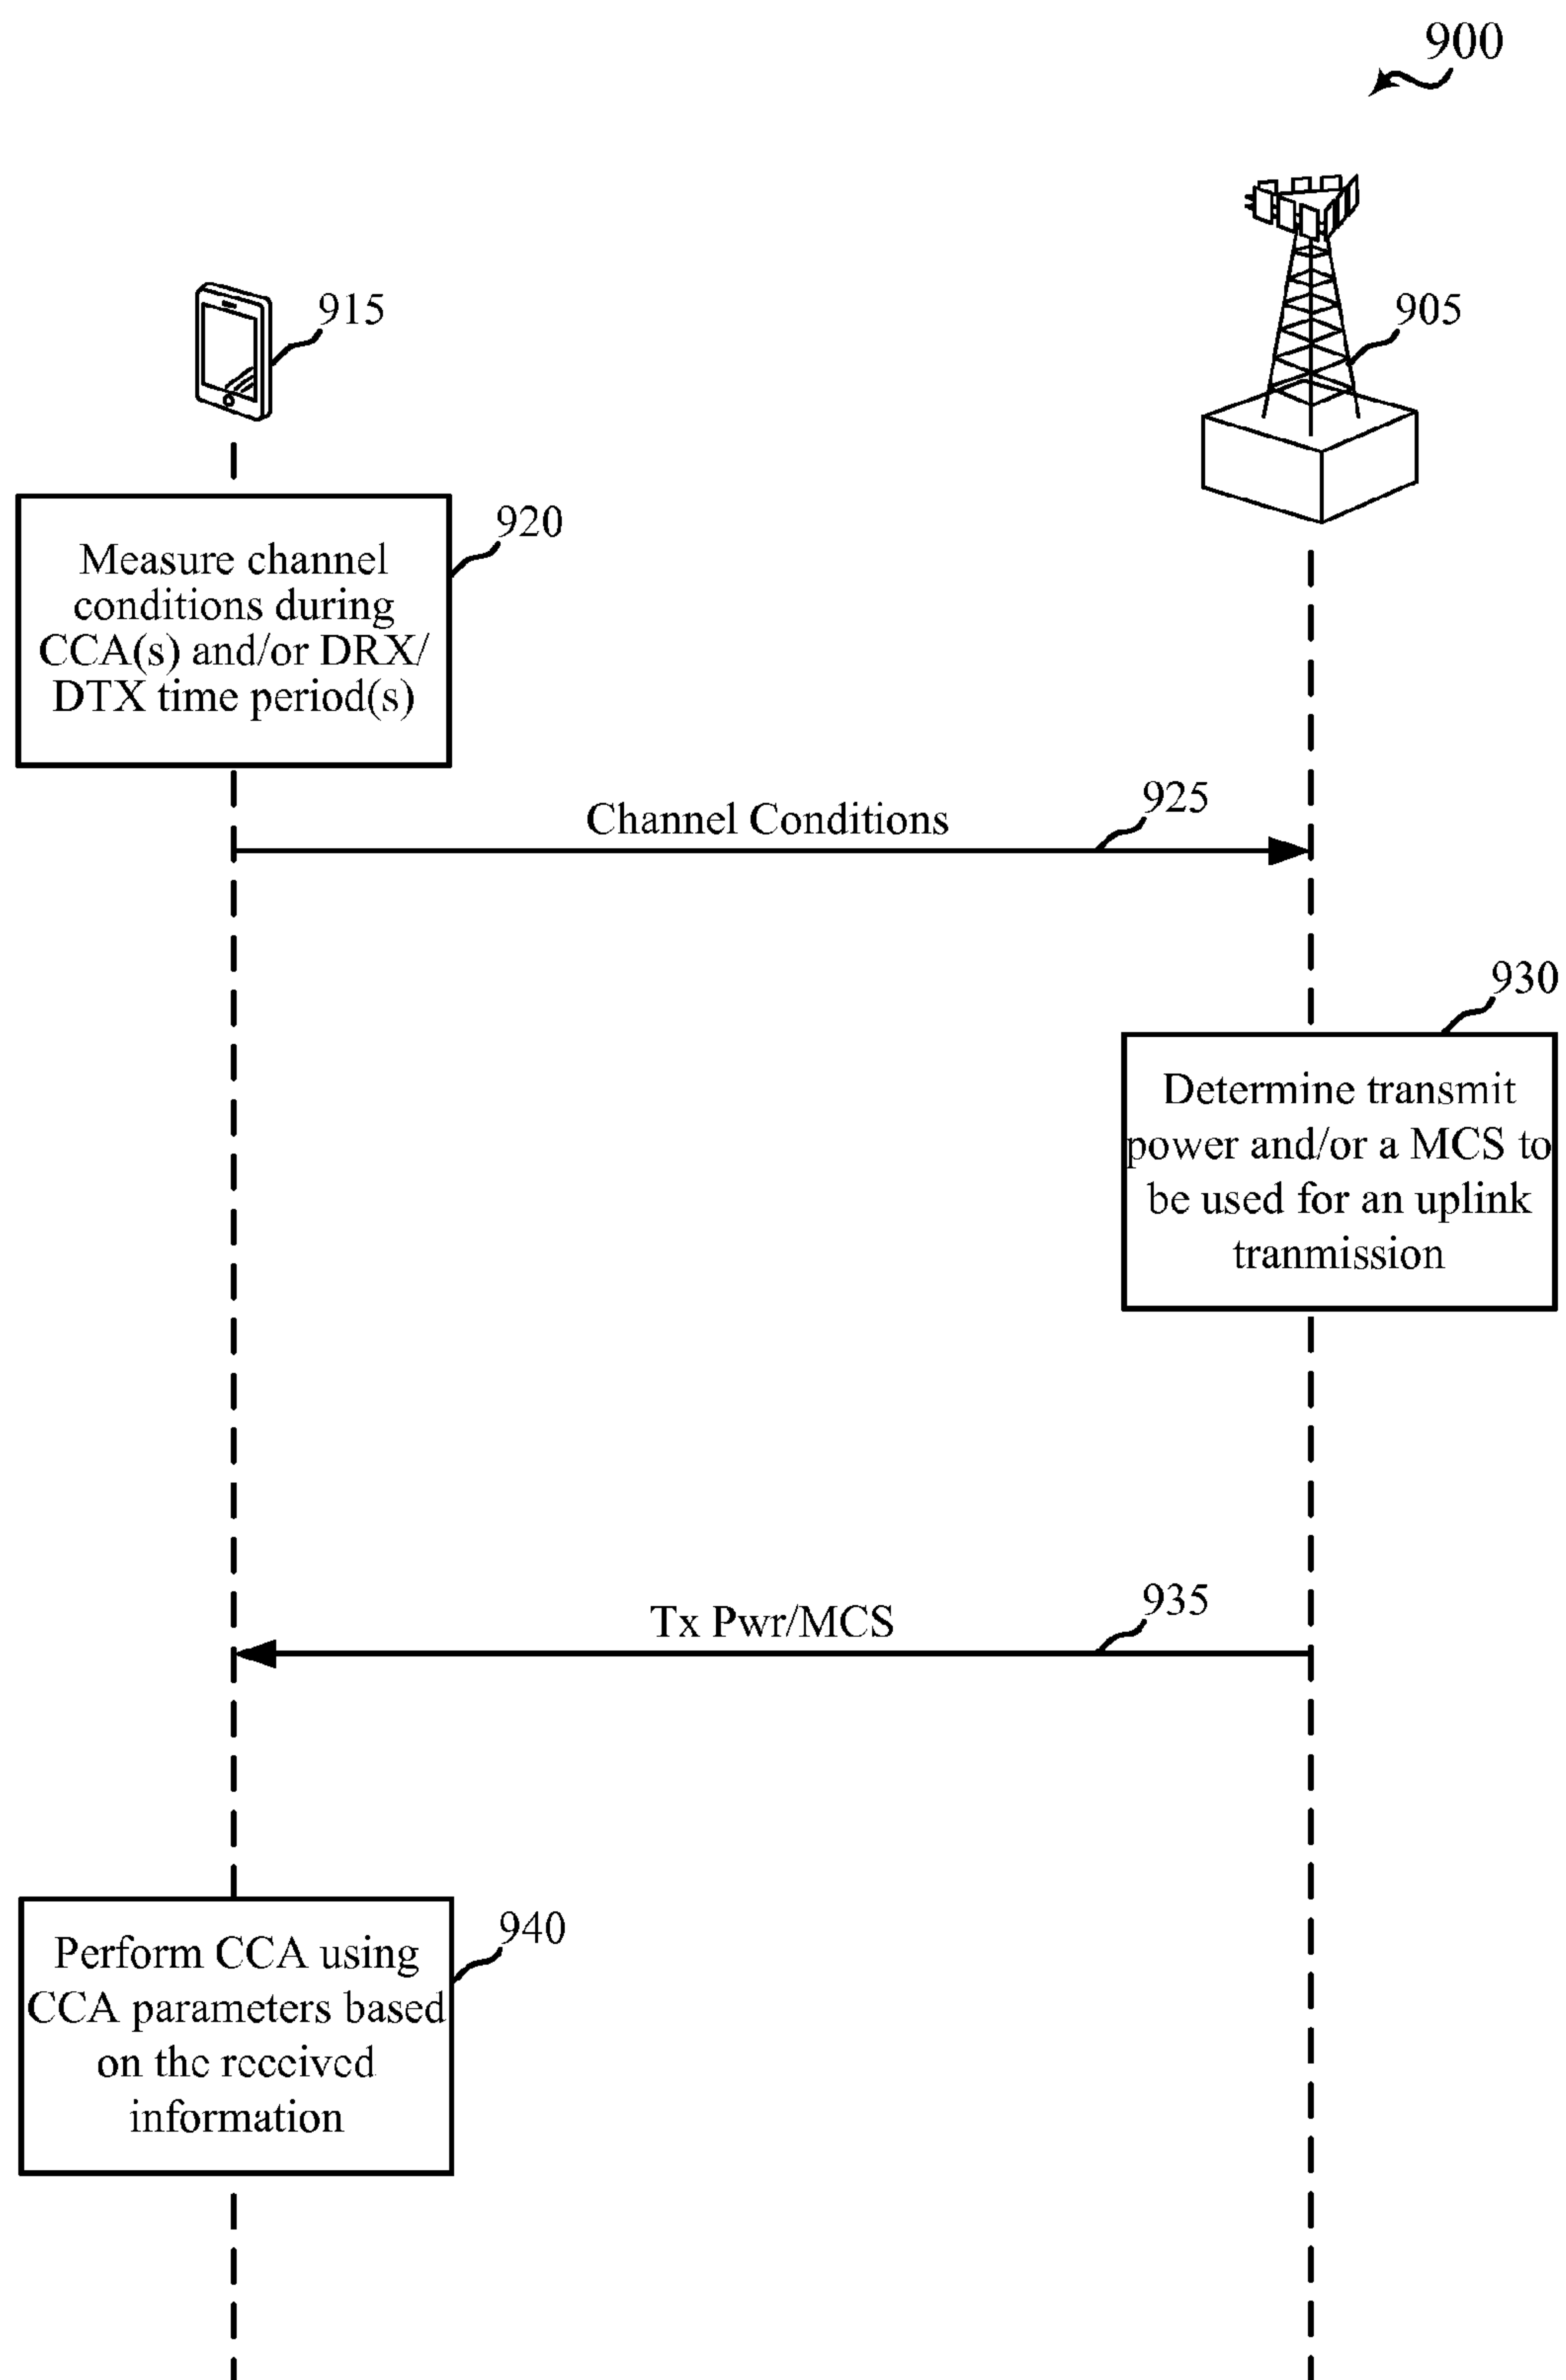 900
915
905
920
Measure channel
conditions during
CCA(s) and/or DRX/
DTX time period(s)
925
Channel Conditions
930
Determine transmit
power and/or a MCS to
be used for an uplink
tranmission
935
Tx Pwr/MCS
940
Perform CCA using
CCA parameters based
on the received
information